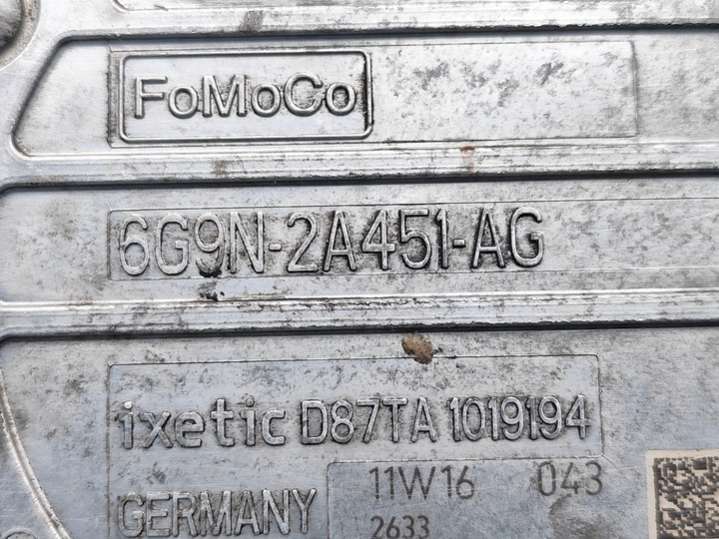 FoMoCo
6G9N-2A451-AG
ixetic D87TA 1019194
GERMANY 11W16 043
2633